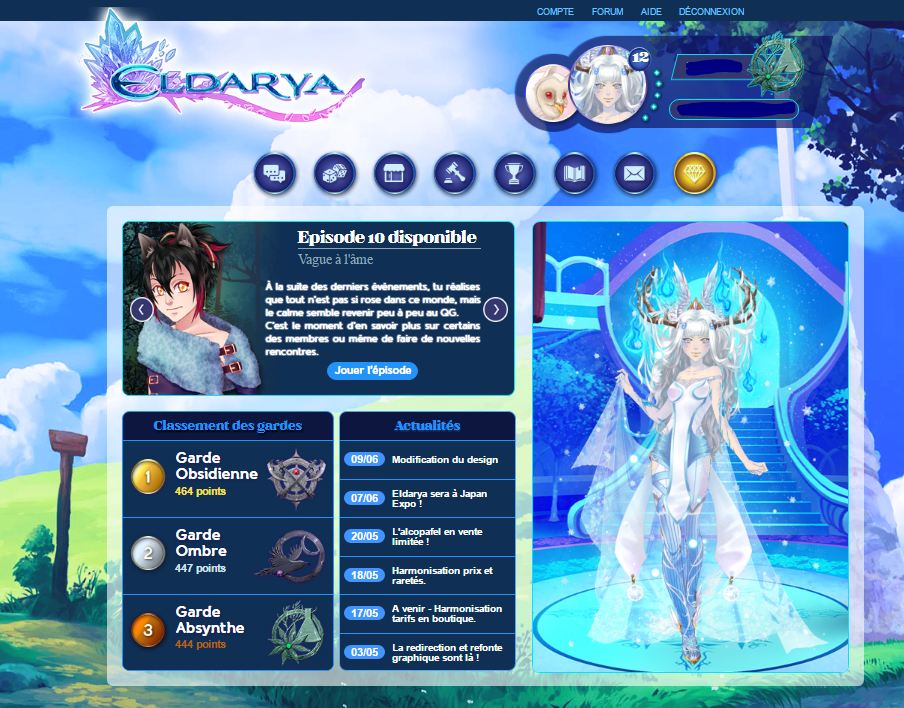 COMPTE FORUM AIDE DÉCONNEXION
ELDARYA
12
Episode 10 disponible
Vague à l'âme
À la suite des derniers évènements, tu réalises
que tout n'est pas si rose dans ce monde, mais
le calme semble revenir peu à peu au QG.
C'est le moment d'en savoir plus sur certains
des membres ou même de faire de nouvelles
rencontres.
Jouer l'épisode
Classement des gardes
1
Garde
Obsidienne
464 points
2
Garde
Ombre
447 points
3
Garde
Absynthe
444 points
Actualités
09/06 Modification du design
07/06 Eldarya sera à Japan
Expo !
20/05 L'alcopafel en vente
limitée !
18/05 Harmonisation prix et
raretés.
17/05 A venir - Harmonisation
tarifs en boutique.
03/05 La redirection et refonte
graphique sont là !